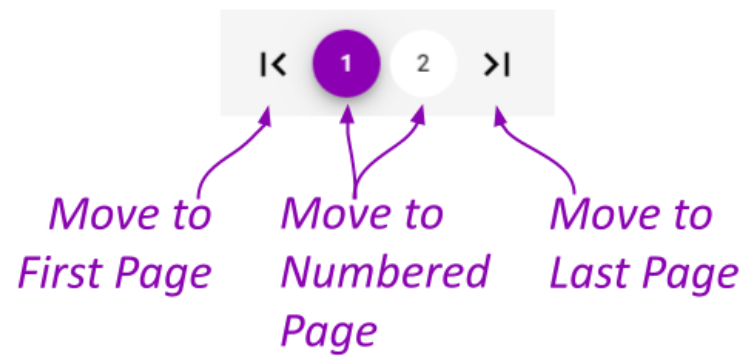 1 2
Move to
First Page
Move to
Numbered
Page
Move to
Last Page